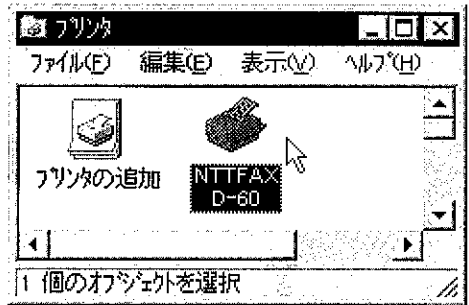 プリンタ
ファイル(F) 編集(E) 表示(V) ヘルプ(H)
プリンタの追加
NTTFAX
D-60
1 個のオブジェクトを選択